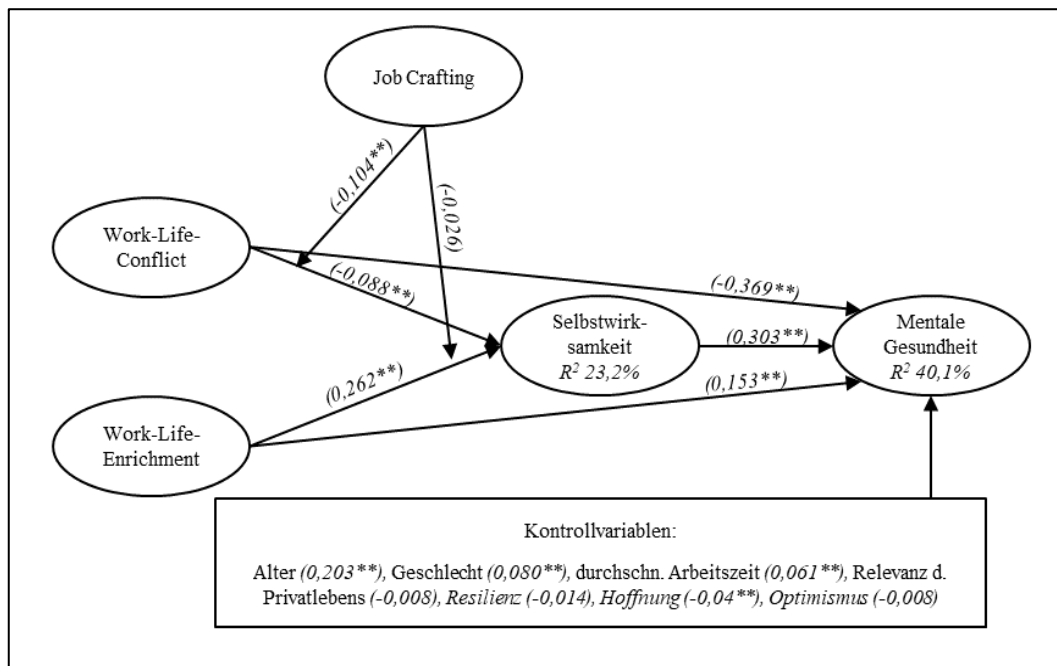 Job Crafting
(-0,104**)
(-0,026)
Work-Life-
Conflict
(-0,088**)
(-0,369**)
Selbstwirk-
samkeit
R² 23,2%
(0,303**)
Mentale
Gesundheit
R² 40,1%
(0,262**)
(0,153**)
Work-Life-
Enrichment
Kontrollvariablen:
Alter (0,203**), Geschlecht (0,080**), durchschn. Arbeitszeit (0,061**), Relevanz d.
Privatlebens (-0,008), Resilienz (-0,014), Hoffnung (-0,04**), Optimismus (-0,008)